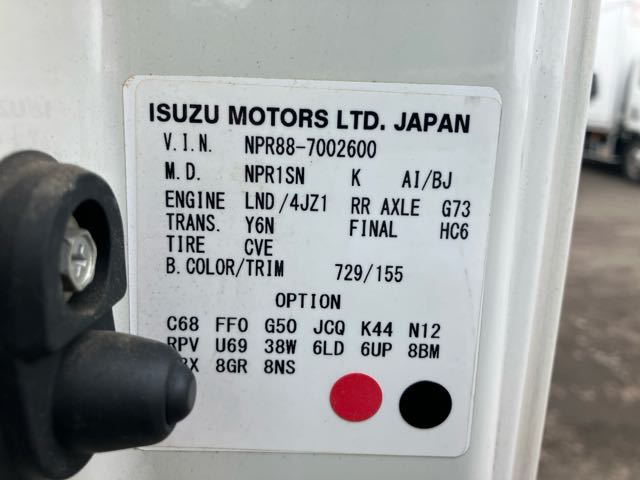 ISUZU MOTORS LTD. JAPAN
V.I.N. NPR88-7002600
M.D. NPR1SN K AI/BJ
ENGINE LND/4JZ1 RR AXLE G73
TRANS. Y6N FINAL HC6
TIRE CVE
B.COLOR/TRIM 729/155
OPTION
C68 FF0 G50 JCQ K44 N12
RPV U69 38W 6LD 6UP 8BM
8GR 8NS